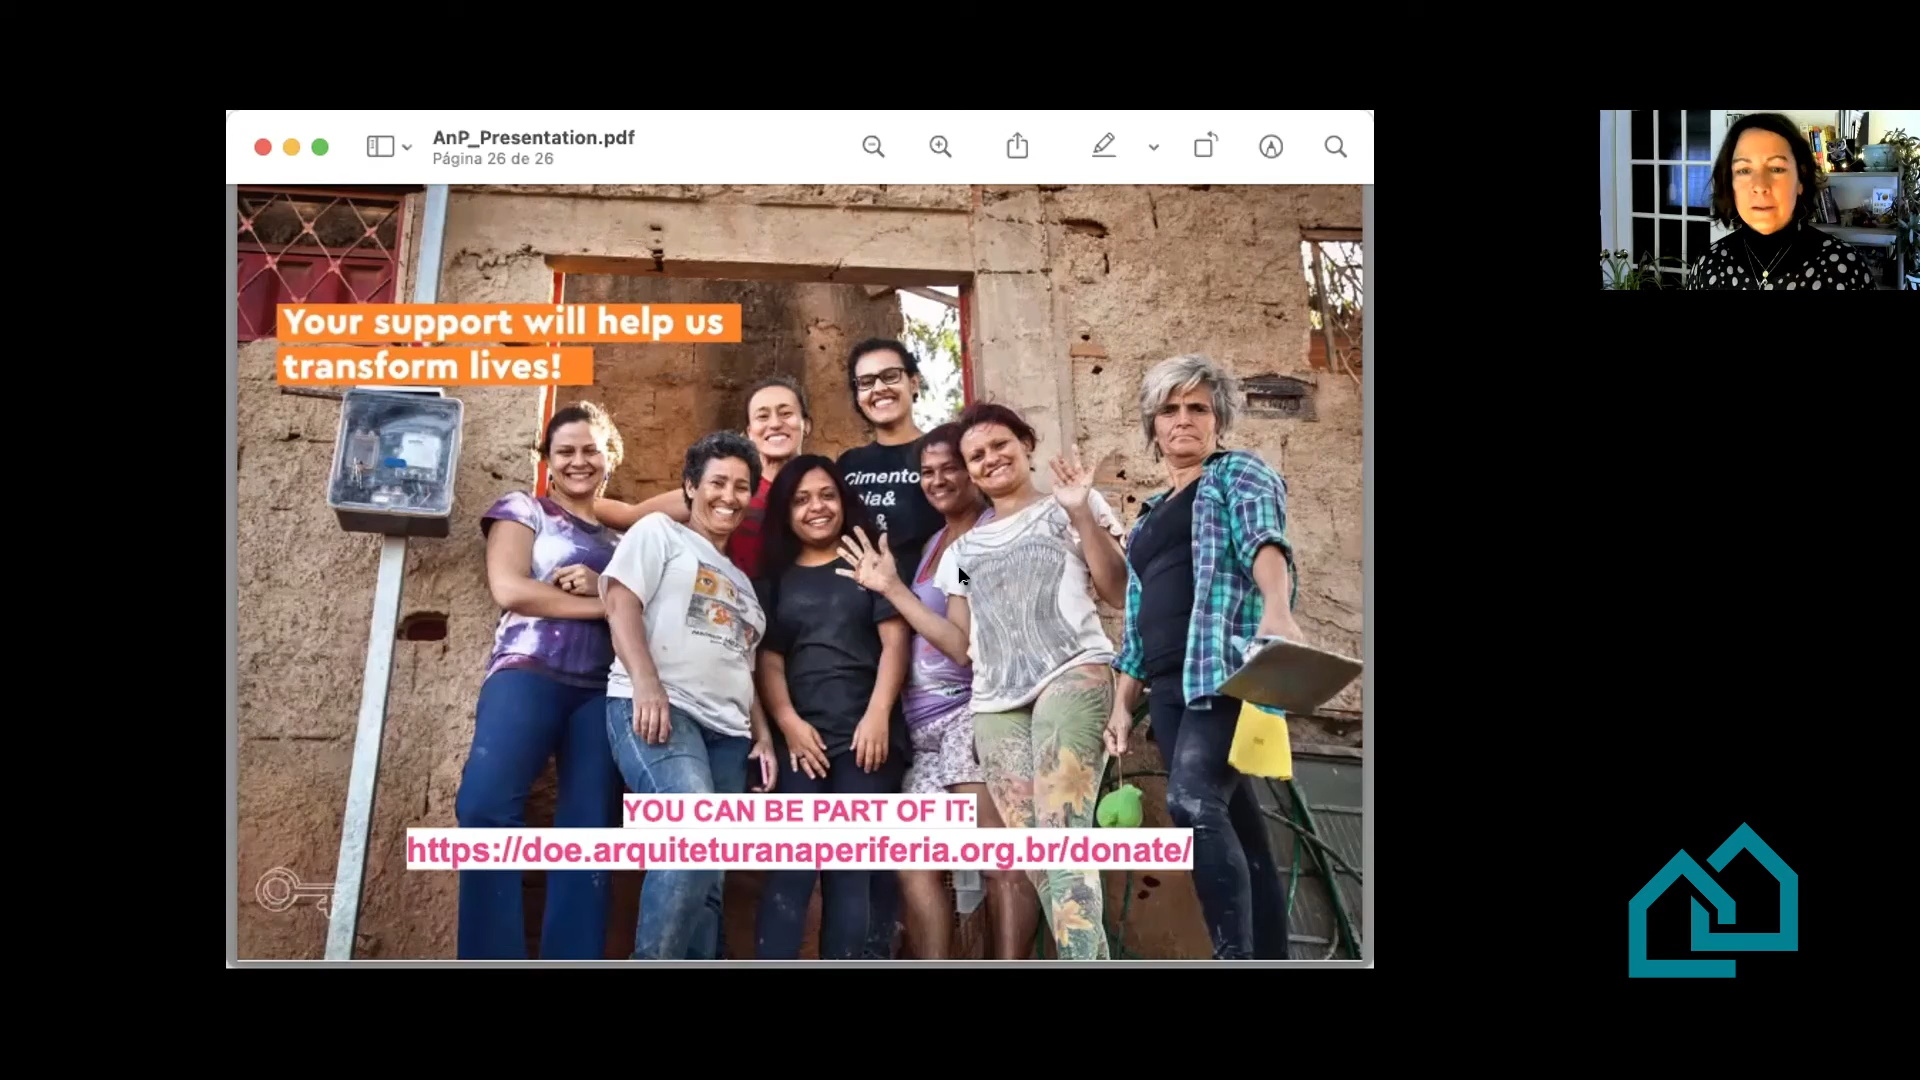 AnP_Presentation.pdf
Página 26 de 26
Your support will help us
transform lives!
Cimento
&
YOU CAN BE PART OF IT:
https://doe.arquiteturanaperiferia.org.br/donate/